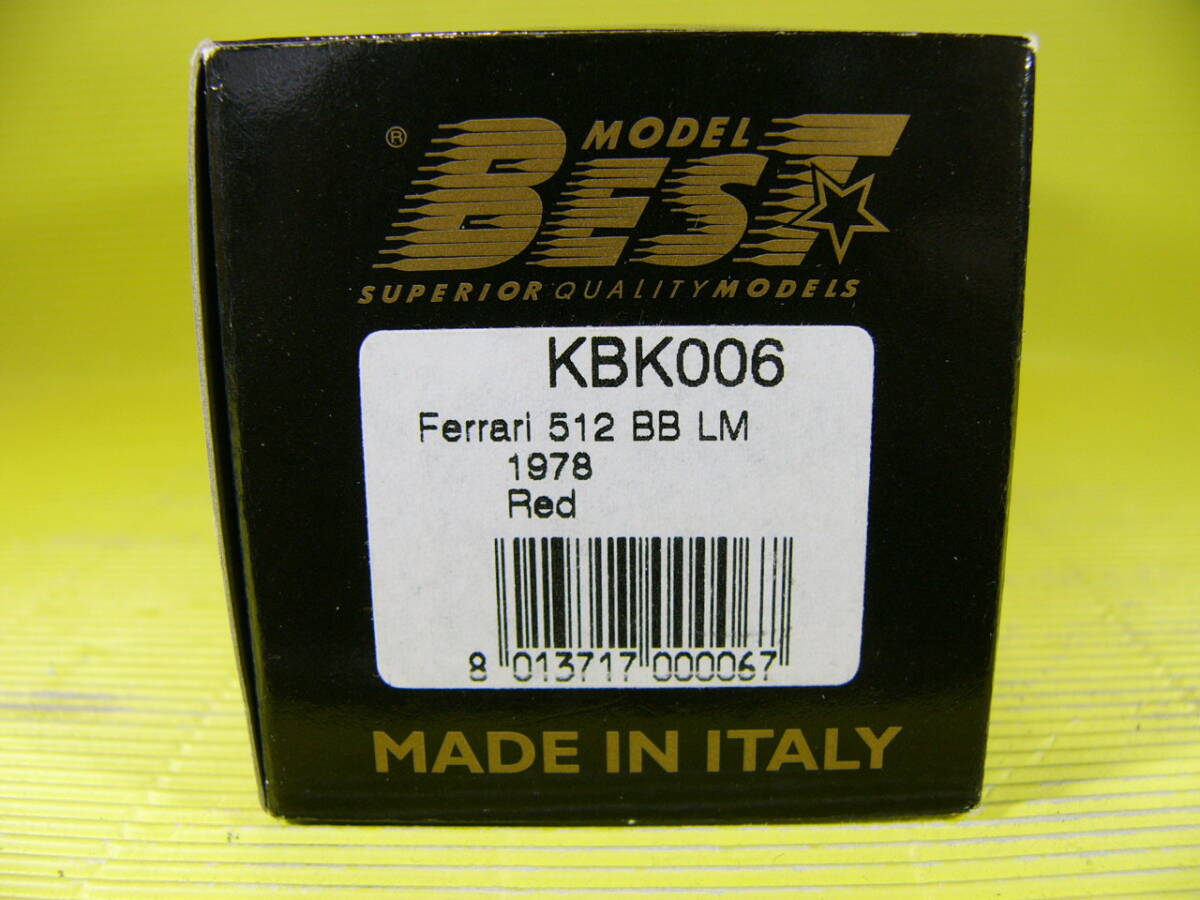 ®
MODEL
BEST
SUPERIOR QUALITY MODELS
KBK006
Ferrari 512 BB LM
1978
Red
8 013717 000067
MADE IN ITALY